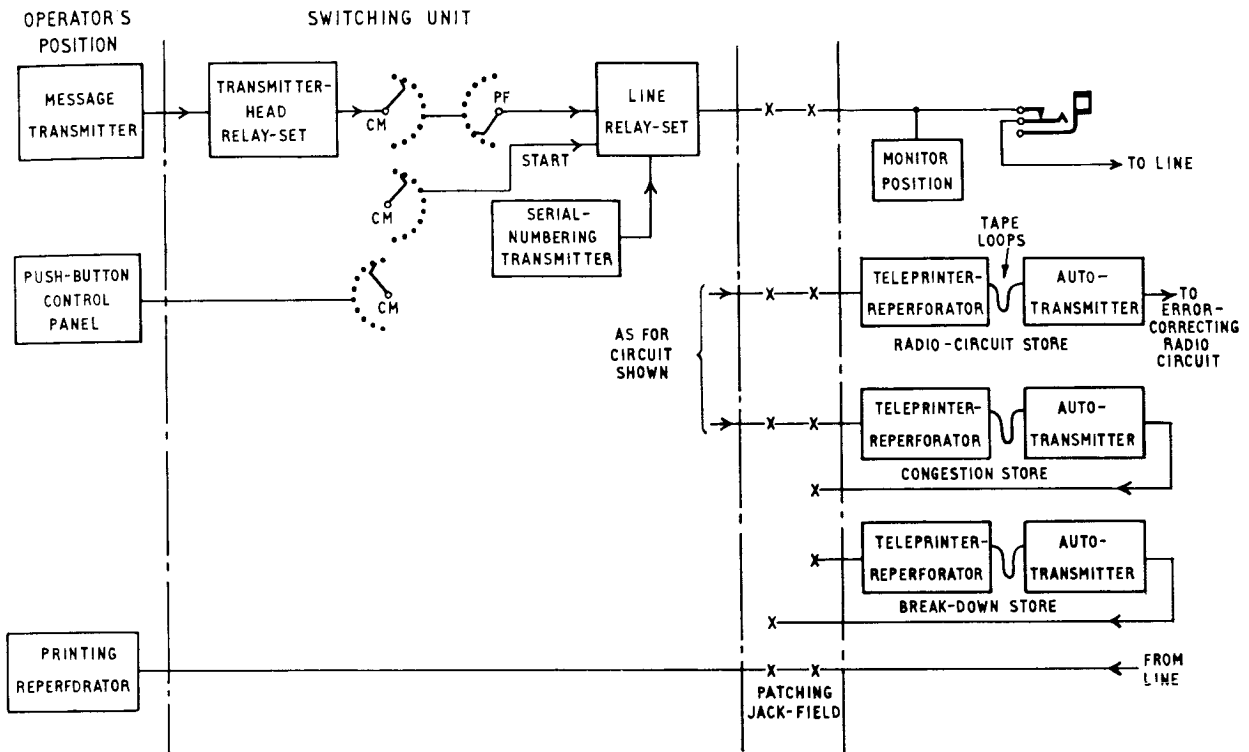 OPERATOR'S
POSITION
SWITCHING UNIT
MESSAGE
TRANSMITTER
TRANSMITTER-
HEAD
RELAY-SET
CM
PF
LINE
RELAY-SET
START
CM
SERIAL-
NUMBERING
TRANSMITTER
MONITOR
POSITION
TO LINE
PUSH-BUTTON
CONTROL
PANEL
CM
AS FOR
CIRCUIT
SHOWN
TAPE
LOOPS
TELEPRINTER-
REPERFORATOR
AUTO-
TRANSMITTER
RADIO-CIRCUIT STORE
TO
ERROR-
CORRECTING
RADIO
CIRCUIT
TELEPRINTER-
REPERFORATOR
AUTO-
TRANSMITTER
CONGESTION STORE
TELEPRINTER-
REPERFORATOR
AUTO-
TRANSMITTER
BREAK-DOWN STORE
PRINTING
REPERFORATOR
FROM
LINE
PATCHING
JACK-FIELD